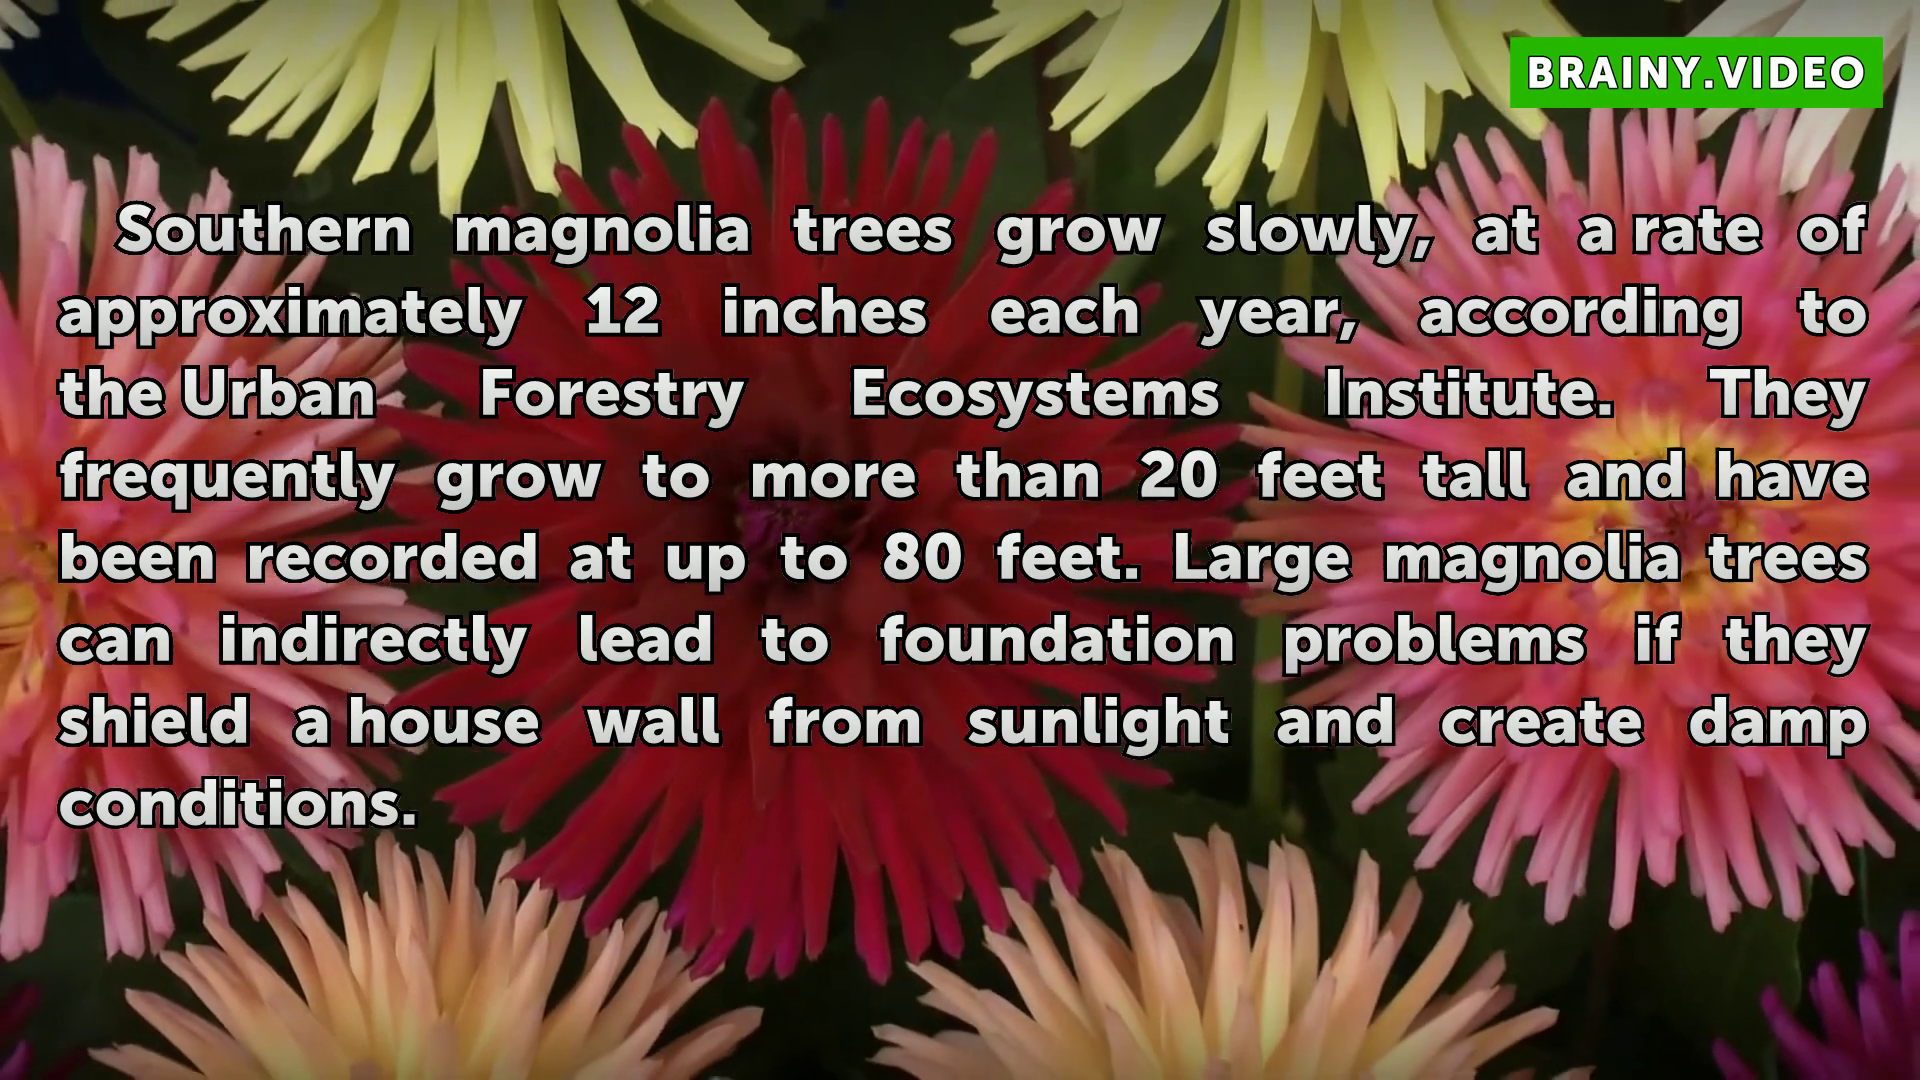 BRAINY.VIDEO
Southern magnolia trees grow slowly, at a rate of
approximately 12 inches each year, according to
the Urban Forestry Ecosystems Institute. They
frequently grow to more than 20 feet tall and have
been recorded at up to 80 feet. Large magnolia trees
can indirectly lead to foundation problems if they
shield a house wall from sunlight and create damp
conditions.